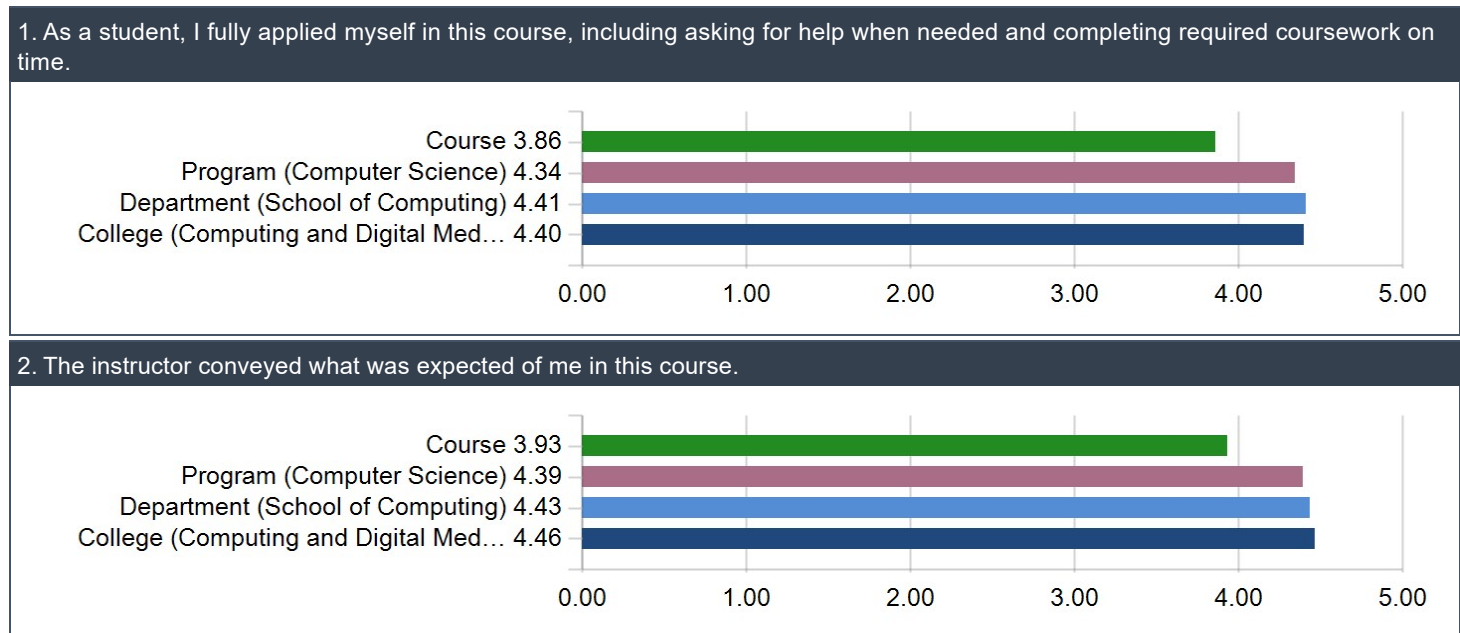 1. As a student, I fully applied myself in this course, including asking for help when needed and completing required coursework on
time.
Course 3.86
Program (Computer Science) 4.34
Department (School of Computing) 4.41
College (Computing and Digital Med... 4.40
0.00 1.00 2.00 3.00 4.00 5.00
2. The instructor conveyed what was expected of me in this course.
Course 3.93
Program (Computer Science) 4.39
Department (School of Computing) 4.43
College (Computing and Digital Med... 4.46
0.00 1.00 2.00 3.00 4.00 5.00